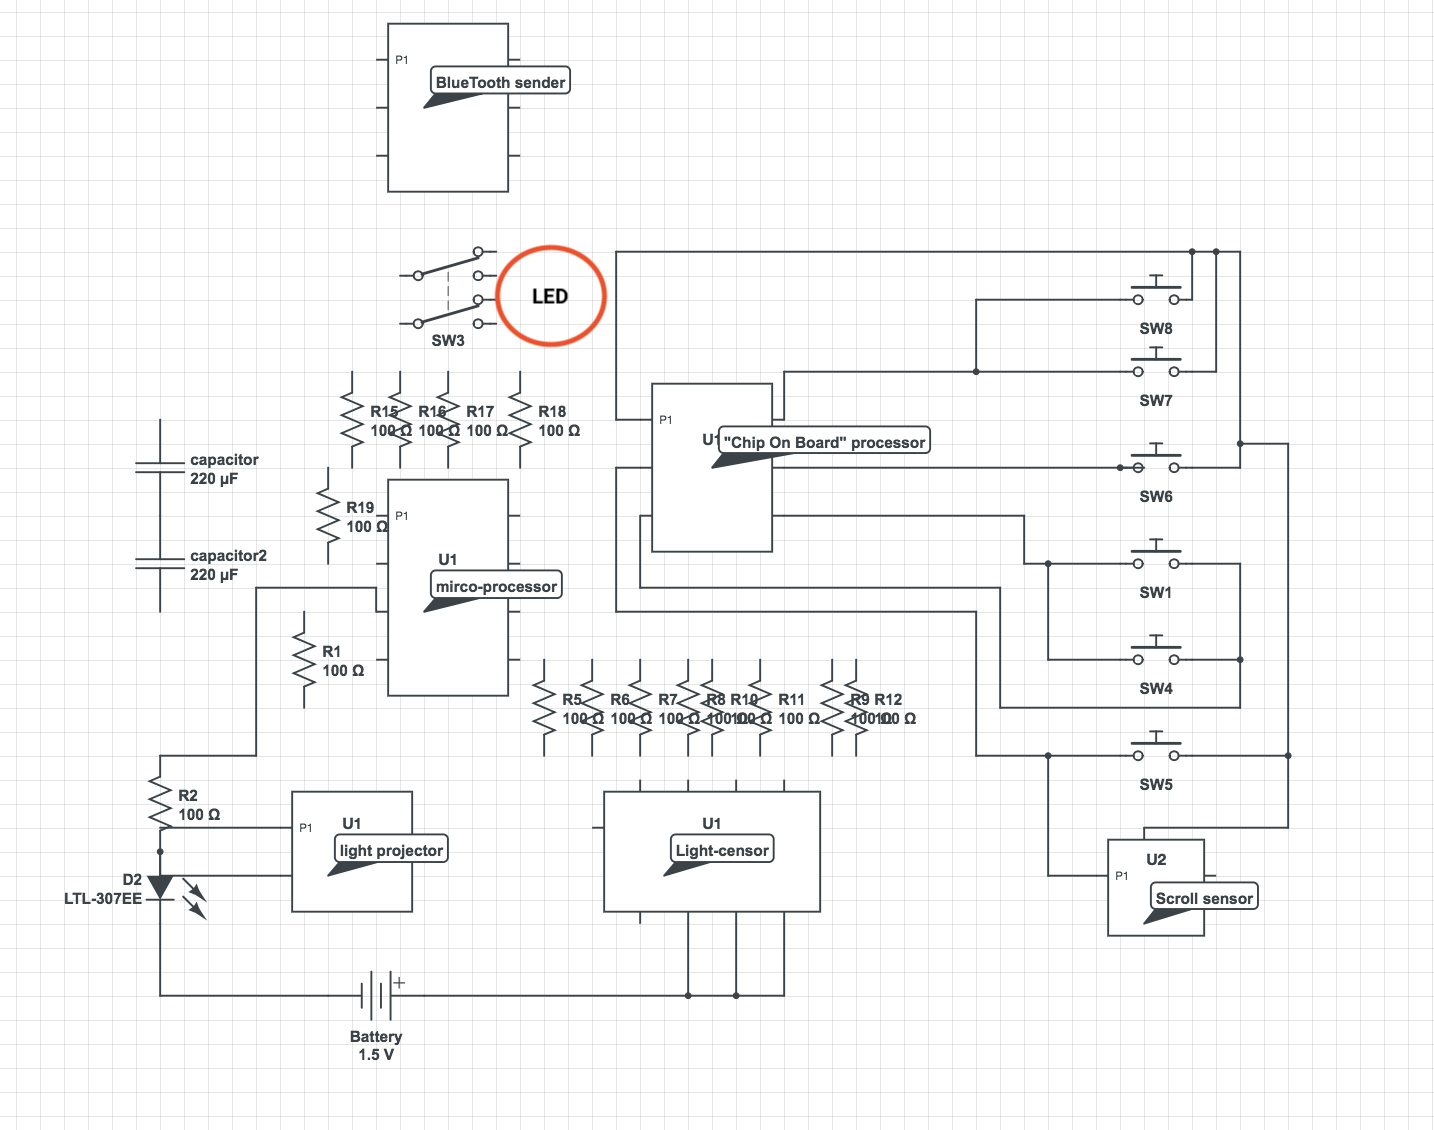 P1
BlueTooth sender
LED
SW3
SW8
SW7
R15
100 Ω
R16
100 Ω
R17
100 Ω
R18
100 Ω
P1
U1
"Chip On Board" processor
SW6
capacitor
220 µF
R19
100 Ω
P1
U1
mirco-processor
capacitor2
220 µF
SW1
R1
100 Ω
SW4
R5
100 Ω
R6
100 Ω
R7
100 Ω
R8
100 Ω
R10
100 Ω
R11
100 Ω
R9
100 Ω
R12
100 Ω
SW5
R2
100 Ω
P1
U1
light projector
U1
Light-censor
D2
LTL-307EE
U2
P1
Scroll sensor
+
Battery
1.5 V